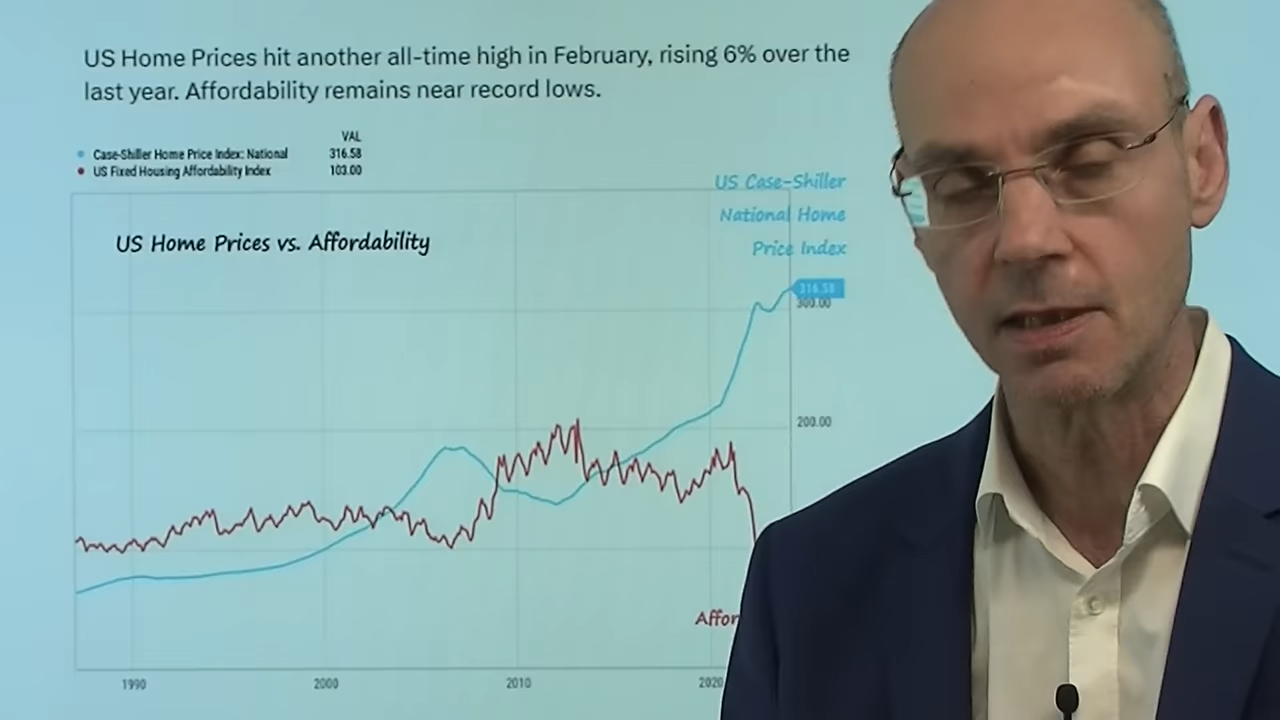 US Home Prices hit another all-time high in February, rising 6% over the
last year. Affordability remains near record lows.
VAL
Case-Shiller Home Price Index: National 316.58
US Fixed Housing Affordability Index 103.00
US Case-Shiller
National Home
Price Index
US Home Prices vs. Affordability
316.58
300.00
200.00
Affor
1990 2000 2010 2020